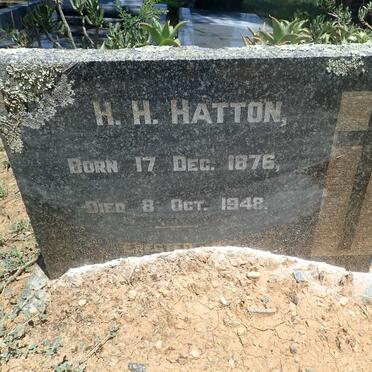 H. H. HATTON,
BORN 17 DEC. 1876,
DIED 8 OCT. 1948.